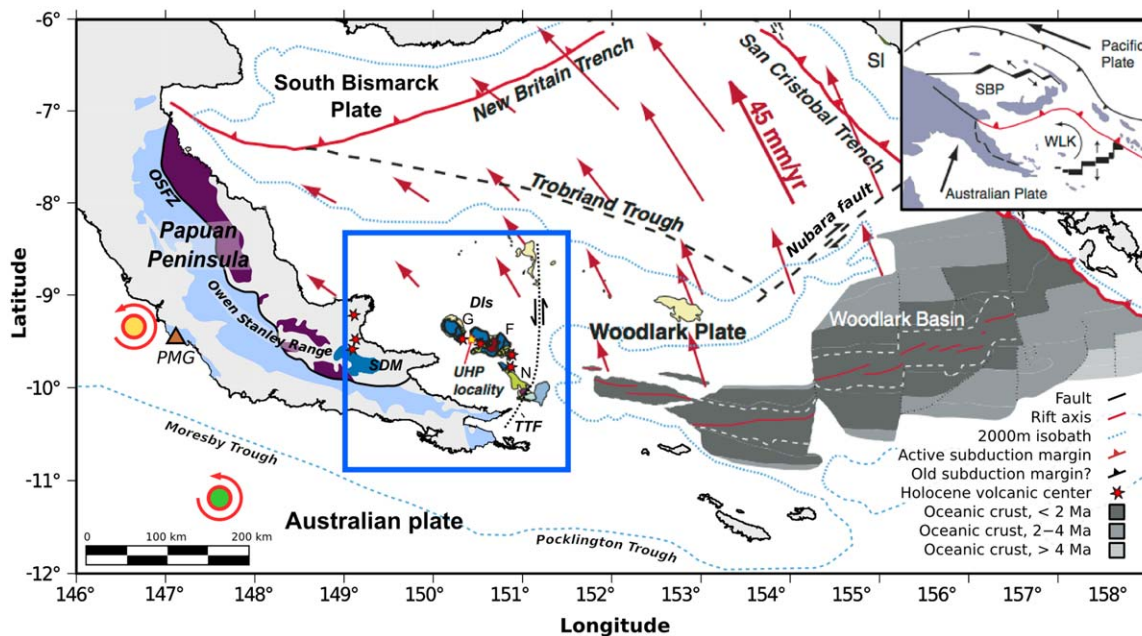 -6°
-7°
-8°
-9°
-10°
-11°
-12°
Latitude
146°
147°
148°
149°
150°
151°
152°
153°
154°
155°
156°
157°
158°
Longitude
South Bismarck
Plate
New Britain Trench
San Cristobal Trench
SI
45 mm/yr
Trobriand Trough
Nubara fault
OSFZ
Papuan
Peninsula
Owen Stanley Range
PMG
SDM
DIs
G
F
N
UHP
locality
TTF
Woodlark Plate
Woodlark Basin
Moresby Trough
Australian plate
Pocklington Trough
0
100 km
200 km
Pacific
Plate
SBP
WLK
Australian Plate
Fault
Rift axis
2000m isobath
Active subduction margin
Old subduction margin?
Holocene volcanic center
Oceanic crust, < 2 Ma
Oceanic crust, 2−4 Ma
Oceanic crust, > 4 Ma